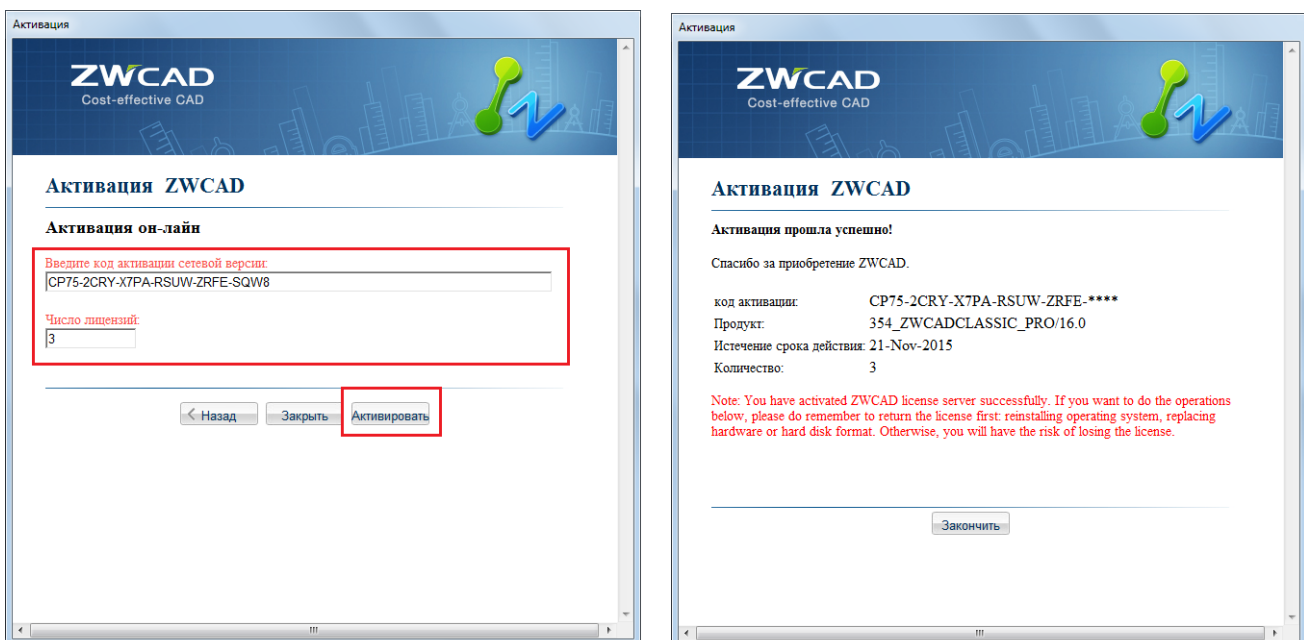 Активация
ZWCAD
Cost-effective CAD
Активация ZWCAD
Активация он-лайн
Введите код активации сетевой версии:
CP75-2CRY-X7PA-RSUW-ZRFE-SQW8
Число лицензий:
3
Назад Закрыть Активировать
Активация
ZWCAD
Cost-effective CAD
Активация ZWCAD
Активация прошла успешно!
Спасибо за приобретение ZWCAD.
код активации: CP75-2CRY-X7PA-RSUW-ZRFE-****
Продукт: 354_ZWCADCLASSIC_PRO/16.0
Истечение срока действия: 21-Nov-2015
Количество: 3
Note: You have activated ZWCAD license server successfully. If you want to do the operations
below, please do remember to return the license first: reinstalling operating system, replacing
hardware or hard disk format. Otherwise, you will have the risk of losing the license.
Закончить